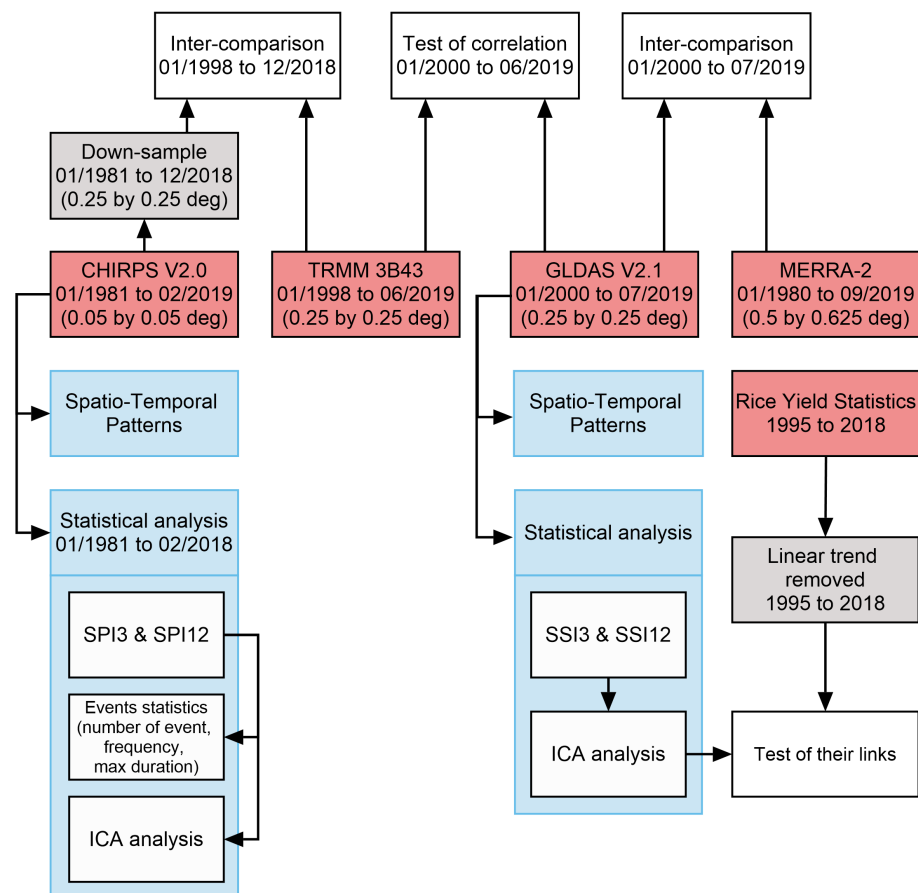 Inter-comparison
01/1998 to 12/2018
Test of correlation
01/2000 to 06/2019
Inter-comparison
01/2000 to 07/2019
Down-sample
01/1981 to 12/2018
(0.25 by 0.25 deg)
CHIRPS V2.0
01/1981 to 02/2019
(0.05 by 0.05 deg)
TRMM 3B43
01/1998 to 06/2019
(0.25 by 0.25 deg)
GLDAS V2.1
01/2000 to 07/2019
(0.25 by 0.25 deg)
MERRA-2
01/1980 to 09/2019
(0.5 by 0.625 deg)
Spatio-Temporal
Patterns
Spatio-Temporal
Patterns
Rice Yield Statistics
1995 to 2018
Statistical analysis
01/1981 to 02/2018
Statistical analysis
Linear trend
removed
1995 to 2018
SPI3 & SPI12
SSI3 & SSI12
Events statistics
(number of event,
frequency,
max duration)
ICA analysis
Test of their links
ICA analysis